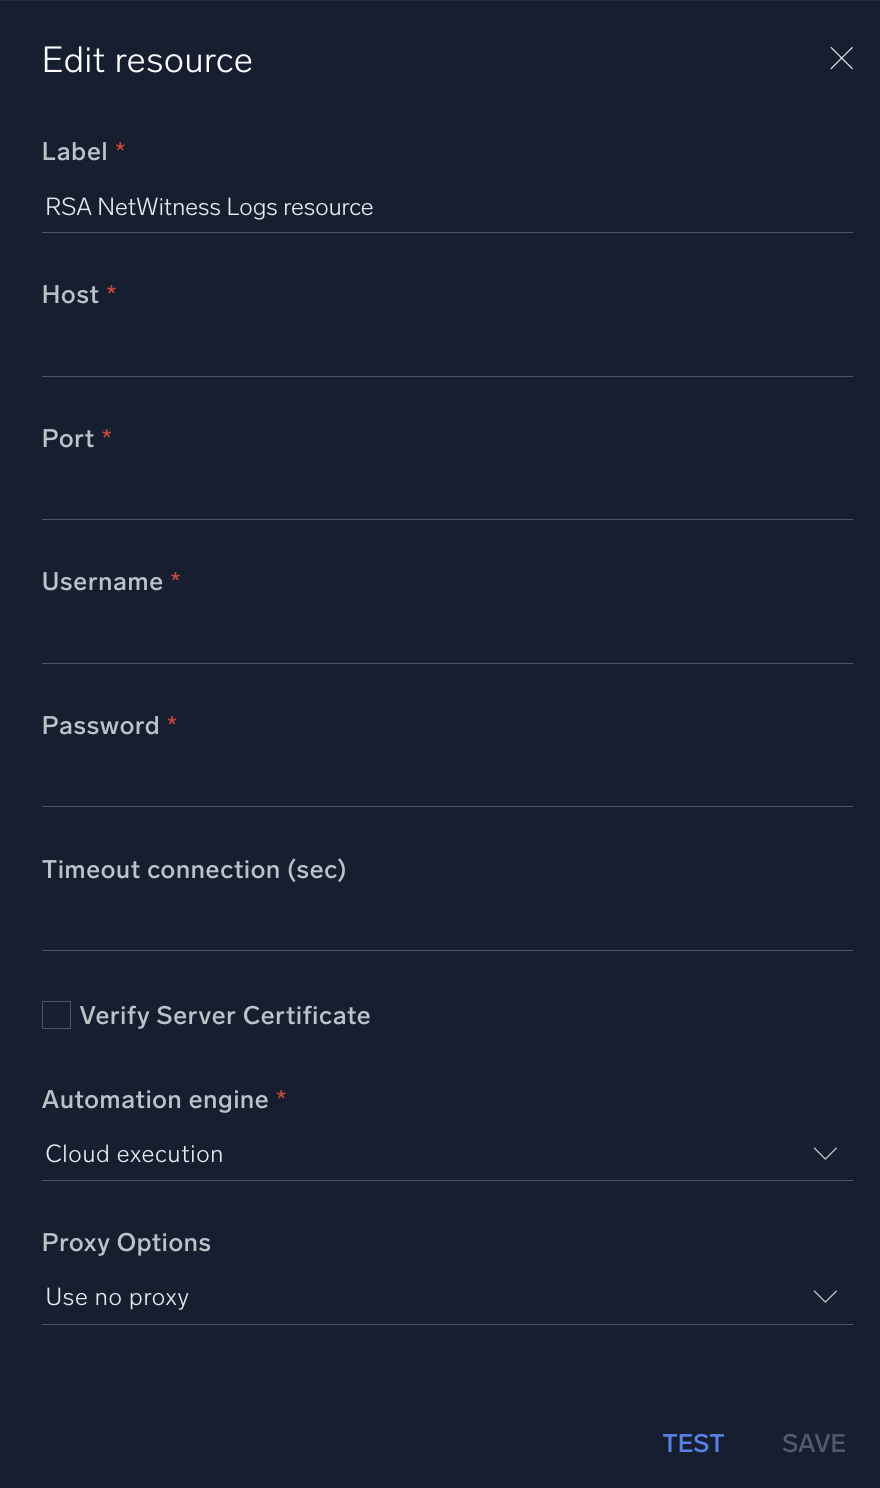 Edit resource
Label *
RSA NetWitness Logs resource
Host *
Port *
Username *
Password *
Timeout connection (sec)
Verify Server Certificate
Automation engine *
Cloud execution
Proxy Options
Use no proxy
TEST SAVE